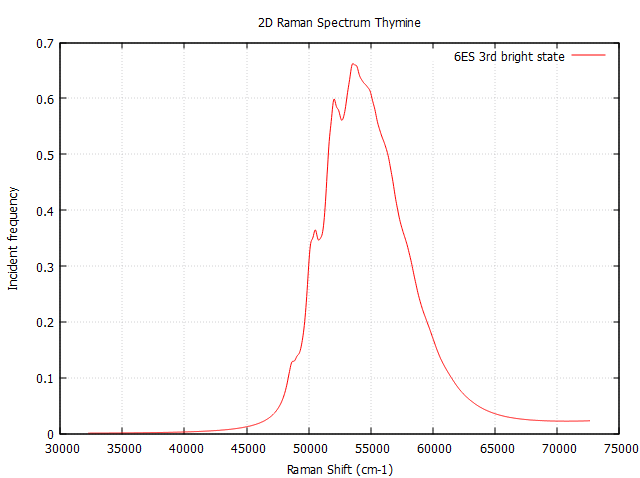 2D Raman Spectrum Thymine
6ES 3rd bright state
Incident frequency
0.7
0.6
0.5
0.4
0.3
0.2
0.1
0
30000 35000 40000 45000 50000 55000 60000 65000 70000 75000
Raman Shift (cm-1)